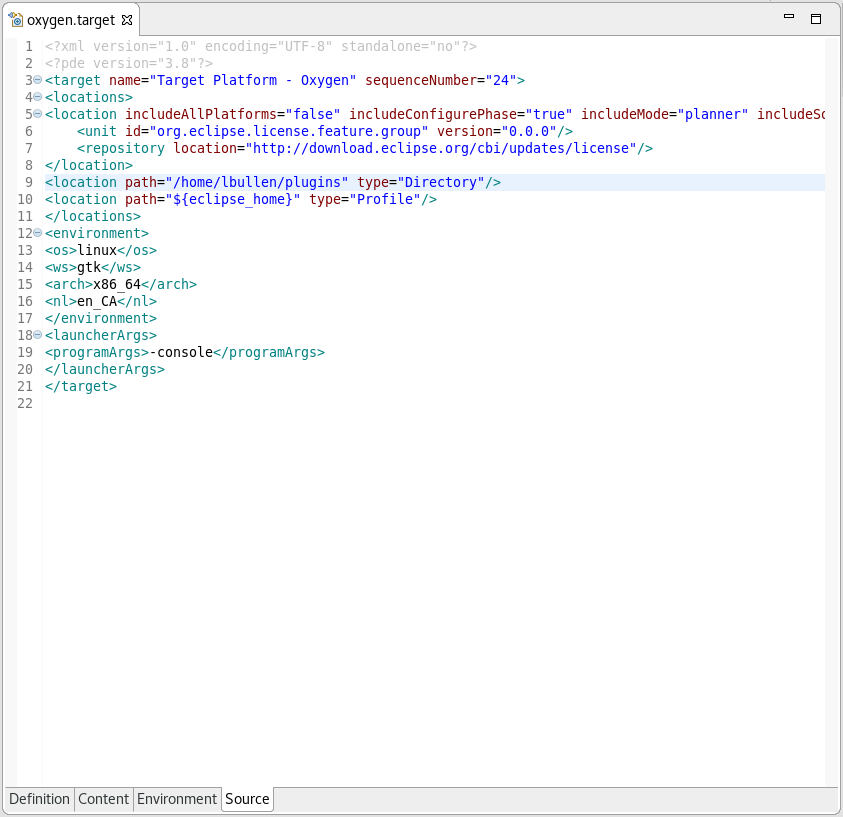 oxygen.target
1 <?xml version="1.0" encoding="UTF-8" standalone="no"?>
2 <?pde version="3.8"?>
3 <target name="Target Platform - Oxygen" sequenceNumber="24">
4 <locations>
5 <location includeAllPlatforms="false" includeConfigurePhase="true" includeMode="planner" includeSo
6     <unit id="org.eclipse.license.feature.group" version="0.0.0"/>
7     <repository location="http://download.eclipse.org/cbi/updates/license"/>
8 </location>
9 <location path="/home/lbullen/plugins" type="Directory"/>
10 <location path="${eclipse_home}" type="Profile"/>
11 </locations>
12 <environment>
13 <os>linux</os>
14 <ws>gtk</ws>
15 <arch>x86_64</arch>
16 <nl>en_CA</nl>
17 </environment>
18 <launcherArgs>
19 <programArgs>-console</programArgs>
20 </launcherArgs>
21 </target>
22
Definition Content Environment Source